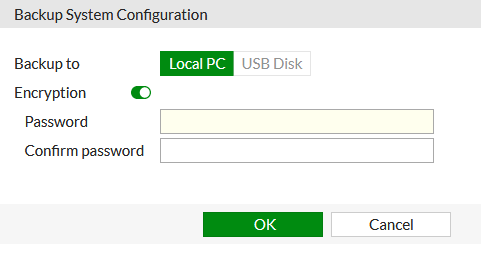 Backup System Configuration
Backup to Local PC USB Disk
Encryption
Password
Confirm password
OK Cancel